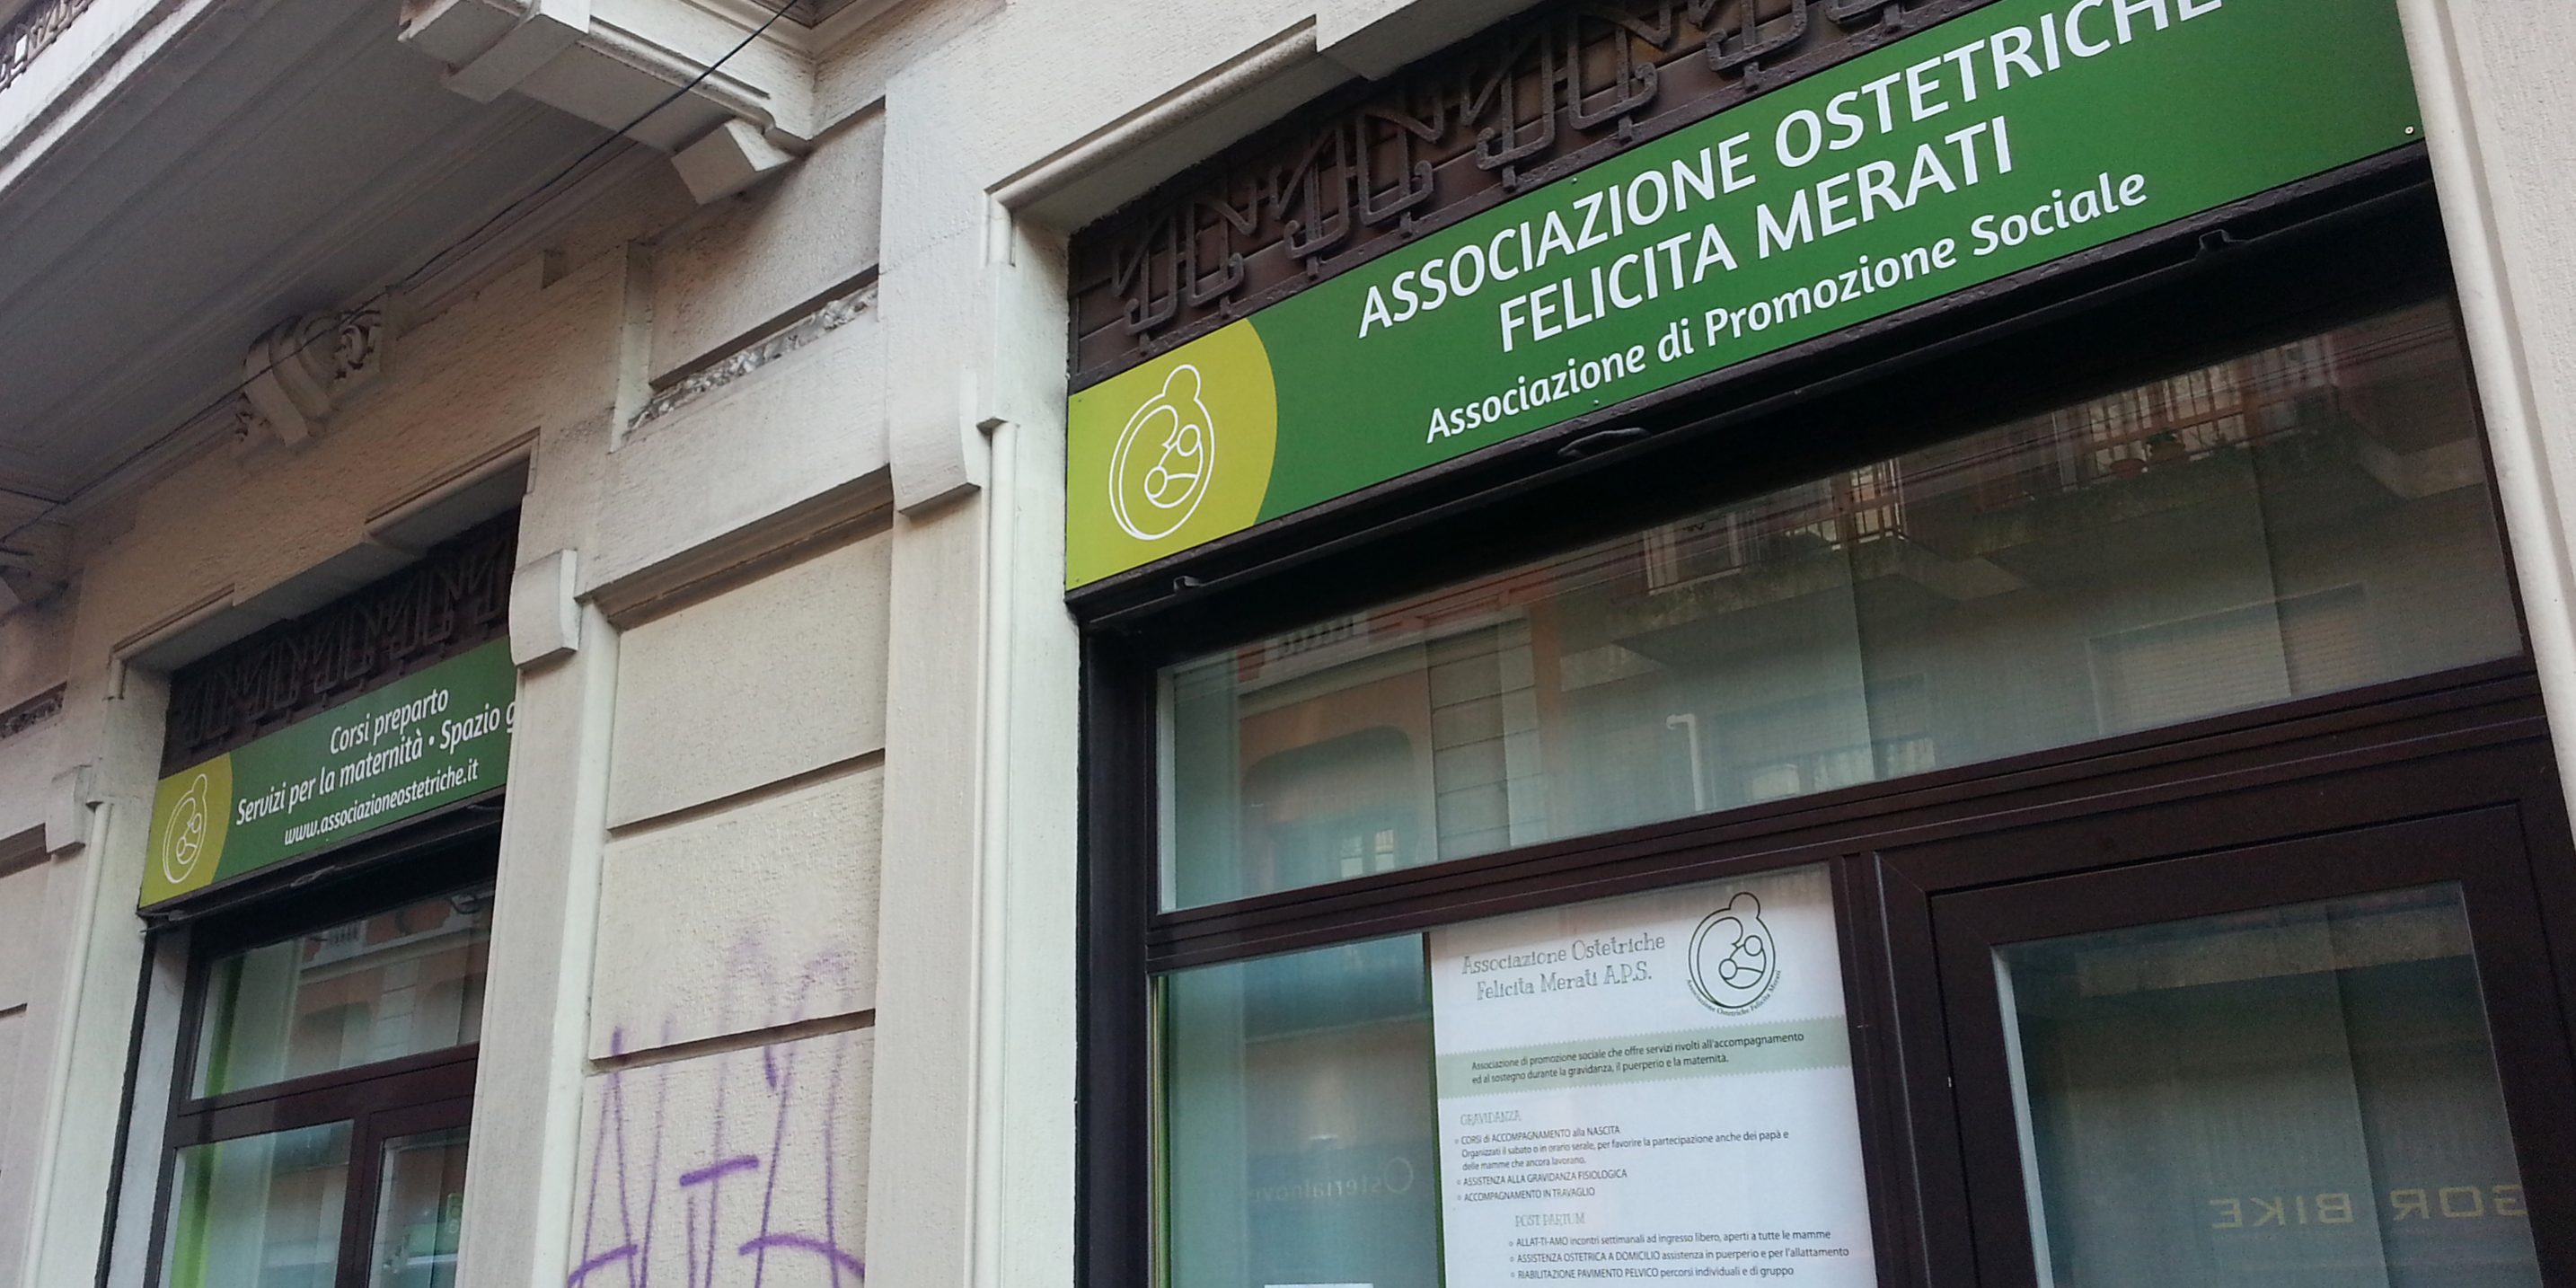 ASSOCIAZIONE OSTETRICHE
FELICITA MERATI
Associazione di Promozione Sociale
Corsi preparto
Servizi per la maternità • Spazio g
www.associazioneostetriche.it
Associazione Ostetriche
Felicita Merati A.P.S.
Associazione Ostetriche Felicita Merati
Associazione di promozione sociale che offre servizi rivolti all'accompagnamento
ed al sostegno durante la gravidanza, il puerperio e la maternità.
GRAVIDANZA
CORSI di ACCOMPAGNAMENTO alla NASCITA
Organizzati il sabato o in orario serale, per favorire la partecipazione anche dei papà e
delle mamme che ancora lavorano.
ASSISTENZA ALLA GRAVIDANZA FISIOLOGICA
ACCOMPAGNAMENTO IN TRAVAGLIO
POST PARTUM
ALLAT-TI-AMO incontri settimanali ad ingresso libero, aperti a tutte le mamme
ASSISTENZA OSTETRICA A DOMICILIO assistenza in puerperio e per l'allattamento
RIABILITAZIONE PAVIMENTO PELVICO percorsi individuali e di gruppo
BIKE